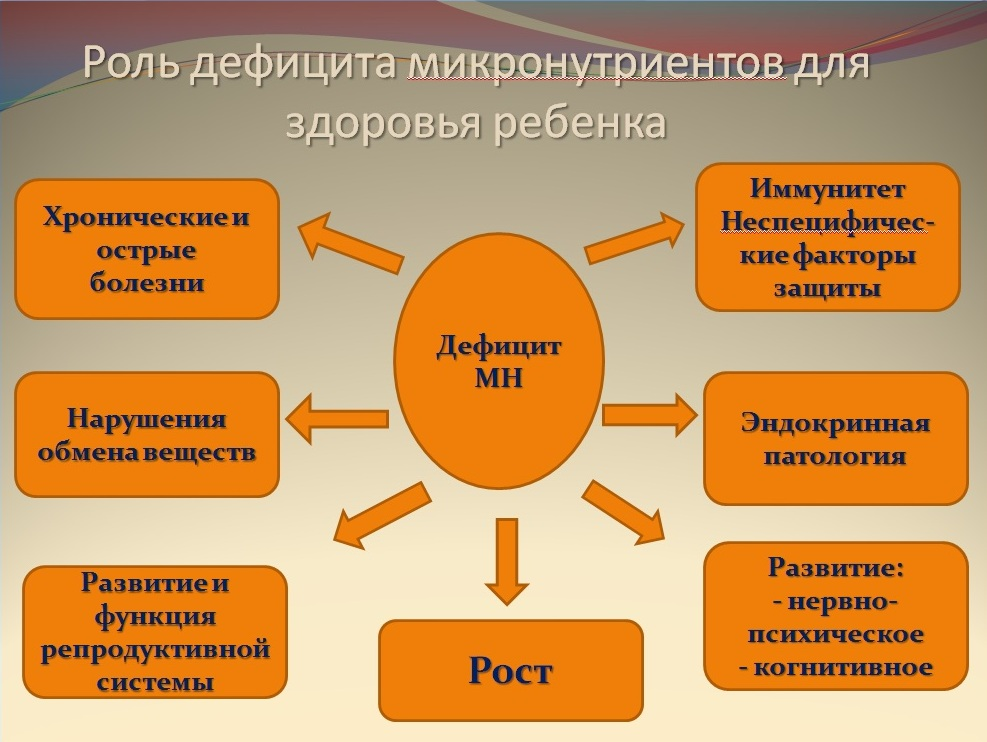 Роль дефицита микронутриентов для
здоровья ребенка
Хронические и
острые
болезни
Иммунитет
Неспецифичес-
кие факторы
защиты
Дефицит
МН
Нарушения
обмена веществ
Эндокринная
патология
Развитие и
функция
репродуктивной
системы
Рост
Развитие:
- нервно-
психическое
- когнитивное